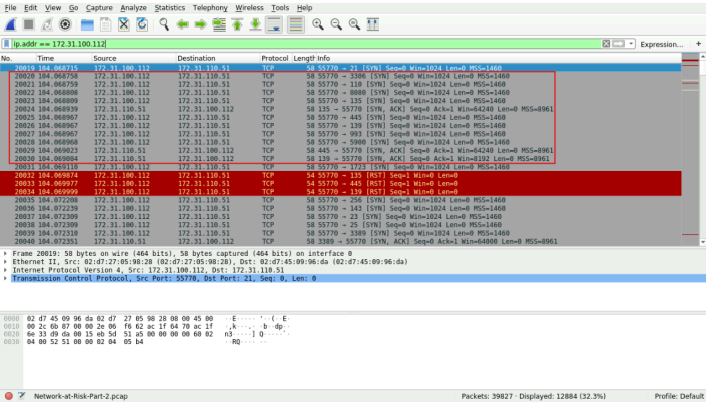 File Edit View Go Capture Analyze Statistics Telephony Wireless Tools Help
ip.addr == 172.31.100.112 Expression... +
No. Time Source Destination Protocol Length Info
20019 104.068715 172.31.100.112 172.31.110.51 TCP 58 55770 → 21 [SYN] Seq=0 Win=1024 Len=0 MSS=1460
20020 104.068758 172.31.100.112 172.31.110.51 TCP 58 55770 → 3306 [SYN] Seq=0 Win=1024 Len=0 MSS=1460
20021 104.068759 172.31.100.112 172.31.110.51 TCP 58 55770 → 110 [SYN] Seq=0 Win=1024 Len=0 MSS=1460
20022 104.068808 172.31.100.112 172.31.110.51 TCP 58 55770 → 8080 [SYN] Seq=0 Win=1024 Len=0 MSS=1460
20023 104.068809 172.31.100.112 172.31.110.51 TCP 58 55770 → 135 [SYN] Seq=0 Win=1024 Len=0 MSS=1460
20024 104.068939 172.31.110.51 172.31.100.112 TCP 58 135 → 55770 [SYN, ACK] Seq=0 Ack=1 Win=64240 Len=0 MSS=8961
20025 104.068967 172.31.100.112 172.31.110.51 TCP 58 55770 → 445 [SYN] Seq=0 Win=1024 Len=0 MSS=1460
20026 104.068967 172.31.100.112 172.31.110.51 TCP 58 55770 → 139 [SYN] Seq=0 Win=1024 Len=0 MSS=1460
20027 104.068967 172.31.100.112 172.31.110.51 TCP 58 55770 → 993 [SYN] Seq=0 Win=1024 Len=0 MSS=1460
20028 104.068968 172.31.100.112 172.31.110.51 TCP 58 55770 → 5900 [SYN] Seq=0 Win=1024 Len=0 MSS=1460
20029 104.069023 172.31.110.51 172.31.100.112 TCP 58 445 → 55770 [SYN, ACK] Seq=0 Ack=1 Win=64240 Len=0 MSS=8961
20030 104.069084 172.31.110.51 172.31.100.112 TCP 58 139 → 55770 [SYN, ACK] Seq=0 Ack=1 Win=8192 Len=0 MSS=8961
20031 104.069110 172.31.100.112 172.31.110.51 TCP 58 55770 → 1723 [SYN] Seq=0 Win=1024 Len=0 MSS=1460
20032 104.069874 172.31.100.112 172.31.110.51 TCP 54 55770 → 135 [RST] Seq=1 Win=0 Len=0
20033 104.069977 172.31.100.112 172.31.110.51 TCP 54 55770 → 445 [RST] Seq=1 Win=0 Len=0
20034 104.069999 172.31.100.112 172.31.110.51 TCP 54 55770 → 139 [RST] Seq=1 Win=0 Len=0
20035 104.072208 172.31.100.112 172.31.110.51 TCP 58 55770 → 256 [SYN] Seq=0 Win=1024 Len=0 MSS=1460
20036 104.072239 172.31.100.112 172.31.110.51 TCP 58 55770 → 143 [SYN] Seq=0 Win=1024 Len=0 MSS=1460
20037 104.072309 172.31.100.112 172.31.110.51 TCP 58 55770 → 23 [SYN] Seq=0 Win=1024 Len=0 MSS=1460
20038 104.072309 172.31.100.112 172.31.110.51 TCP 58 55770 → 25 [SYN] Seq=0 Win=1024 Len=0 MSS=1460
20039 104.072310 172.31.100.112 172.31.110.51 TCP 58 55770 → 3389 [SYN] Seq=0 Win=1024 Len=0 MSS=1460
20040 104.072351 172.31.110.51 172.31.100.112 TCP 58 3389 → 55770 [SYN, ACK] Seq=0 Ack=1 Win=64000 Len=0 MSS=8961
Frame 20019: 58 bytes on wire (464 bits), 58 bytes captured (464 bits) on interface 0
Ethernet II, Src: 02:d7:27:05:98:28 (02:d7:27:05:98:28), Dst: 02:d7:45:09:96:da (02:d7:45:09:96:da)
Internet Protocol Version 4, Src: 172.31.100.112, Dst: 172.31.110.51
Transmission Control Protocol, Src Port: 55770, Dst Port: 21, Seq: 0, Len: 0
0000 02 d7 45 09 96 da 02 d7 27 05 98 28 08 00 45 00 ··E····· '··(··E·
0010 00 2c 6b 87 00 00 2e 06 f6 62 ac 1f 64 70 ac 1f ·,k···.· ·b··dp··
0020 6e 33 d9 da 00 15 eb 5d 51 a5 00 00 00 00 60 02 n3·····] Q·····`·
0030 04 00 52 51 00 00 02 04 05 b4 ··RQ···· ··
Network-at-Risk-Part-2.pcap Packets: 39827 · Displayed: 12884 (32.3%) Profile: Default